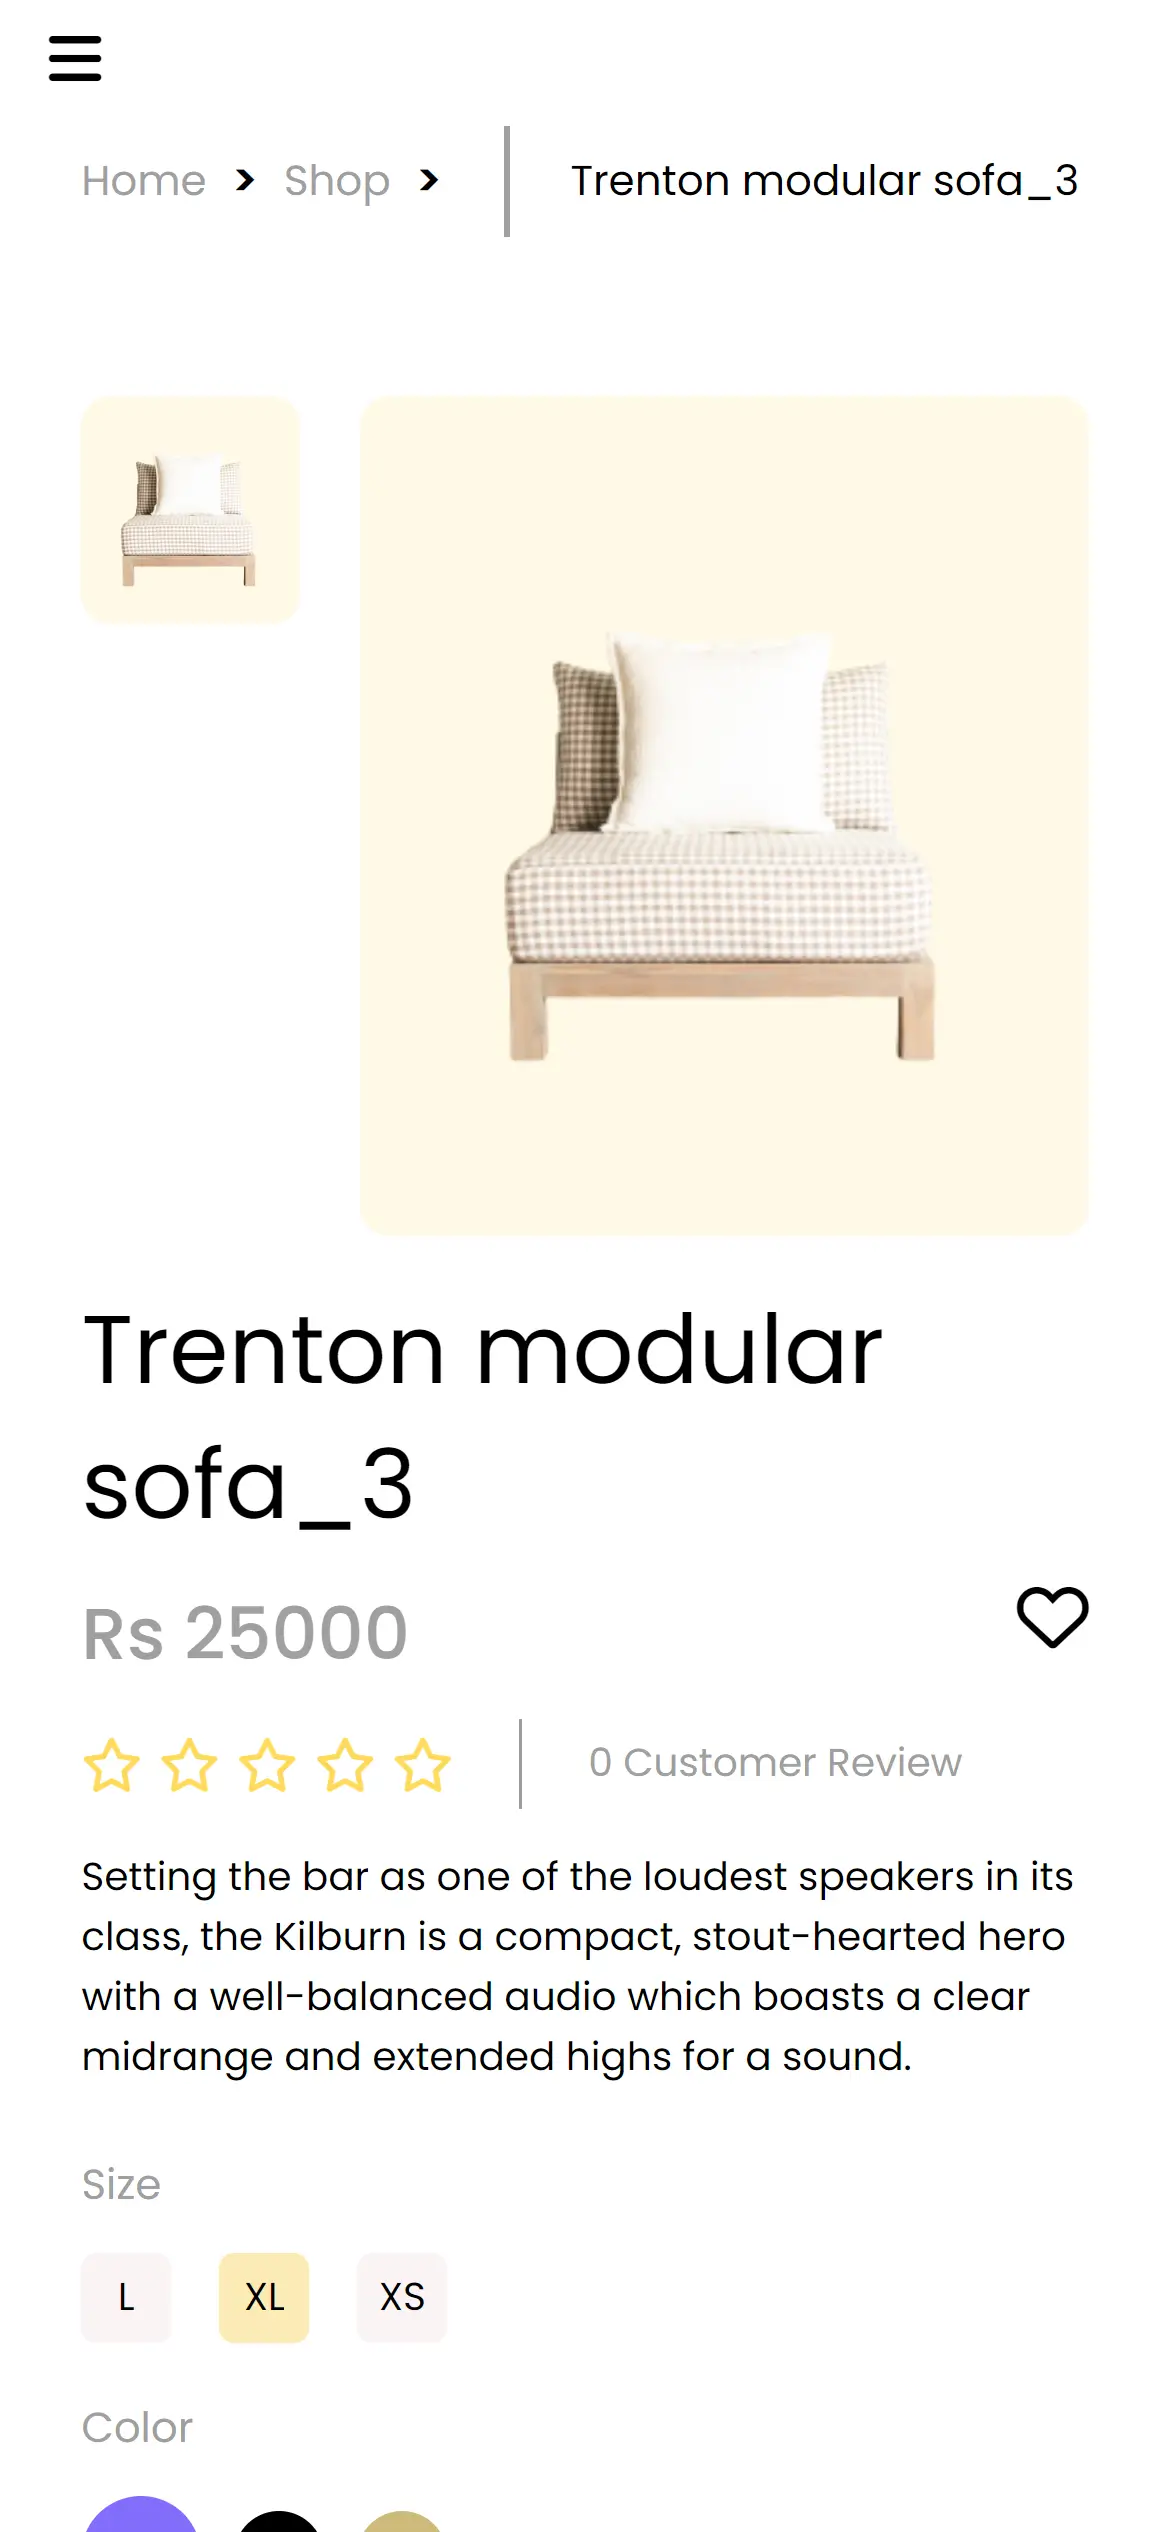 Home > Shop > Trenton modular sofa_3
Trenton modular
sofa_3
Rs 25000
0 Customer Review
Setting the bar as one of the loudest speakers in its
class, the Kilburn is a compact, stout-hearted hero
with a well-balanced audio which boasts a clear
midrange and extended highs for a sound.
Size
L XL XS
Color